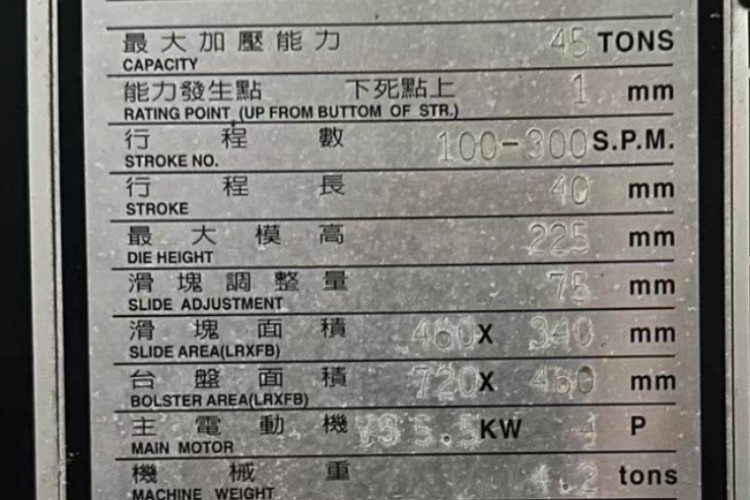 最大加壓能力 45 TONS
CAPACITY
能力發生點 下死點上 1 mm
RATING POINT (UP FROM BUTTOM OF STR.)
行程數 100-300 S.P.M.
STROKE NO.
行程長 40 mm
STROKE
最大模高 225 mm
DIE HEIGHT
滑塊調整量 75 mm
SLIDE ADJUSTMENT
滑塊面積 460 X 340 mm
SLIDE AREA(LRXFB)
台盤面積 720 X 460 mm
BOLSTER AREA(LRXFB)
主電動機 VS 5.5 KW 4 P
MAIN MOTOR
機械重 4.2 tons
MACHINE WEIGHT